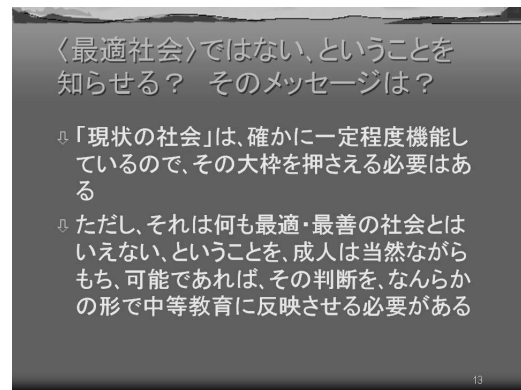 〈最適社会〉ではない、ということを
知らせる？　そのメッセージは？
⇩「現状の社会」は、確かに一定程度機能し
ているので、その大枠を押さえる必要はあ
る
⇩ ただし、それは何も最適・最善の社会とは
いえない、ということを、成人は当然ながら
もち、可能であれば、その判断を、なんらか
の形で中等教育に反映させる必要がある
13